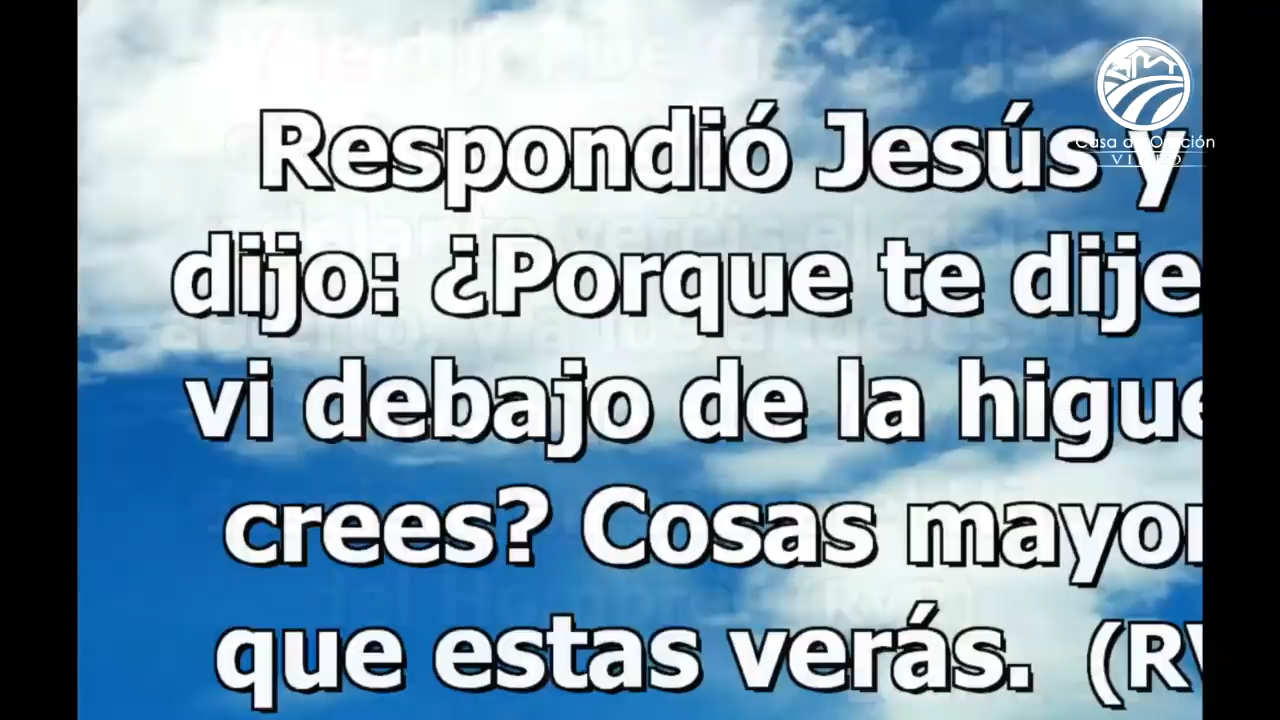 Respondió Jesús y
dijo: ¿Porque te dije
vi debajo de la higue
crees? Cosas mayor
que estas verás. (RV
Casa de Oración